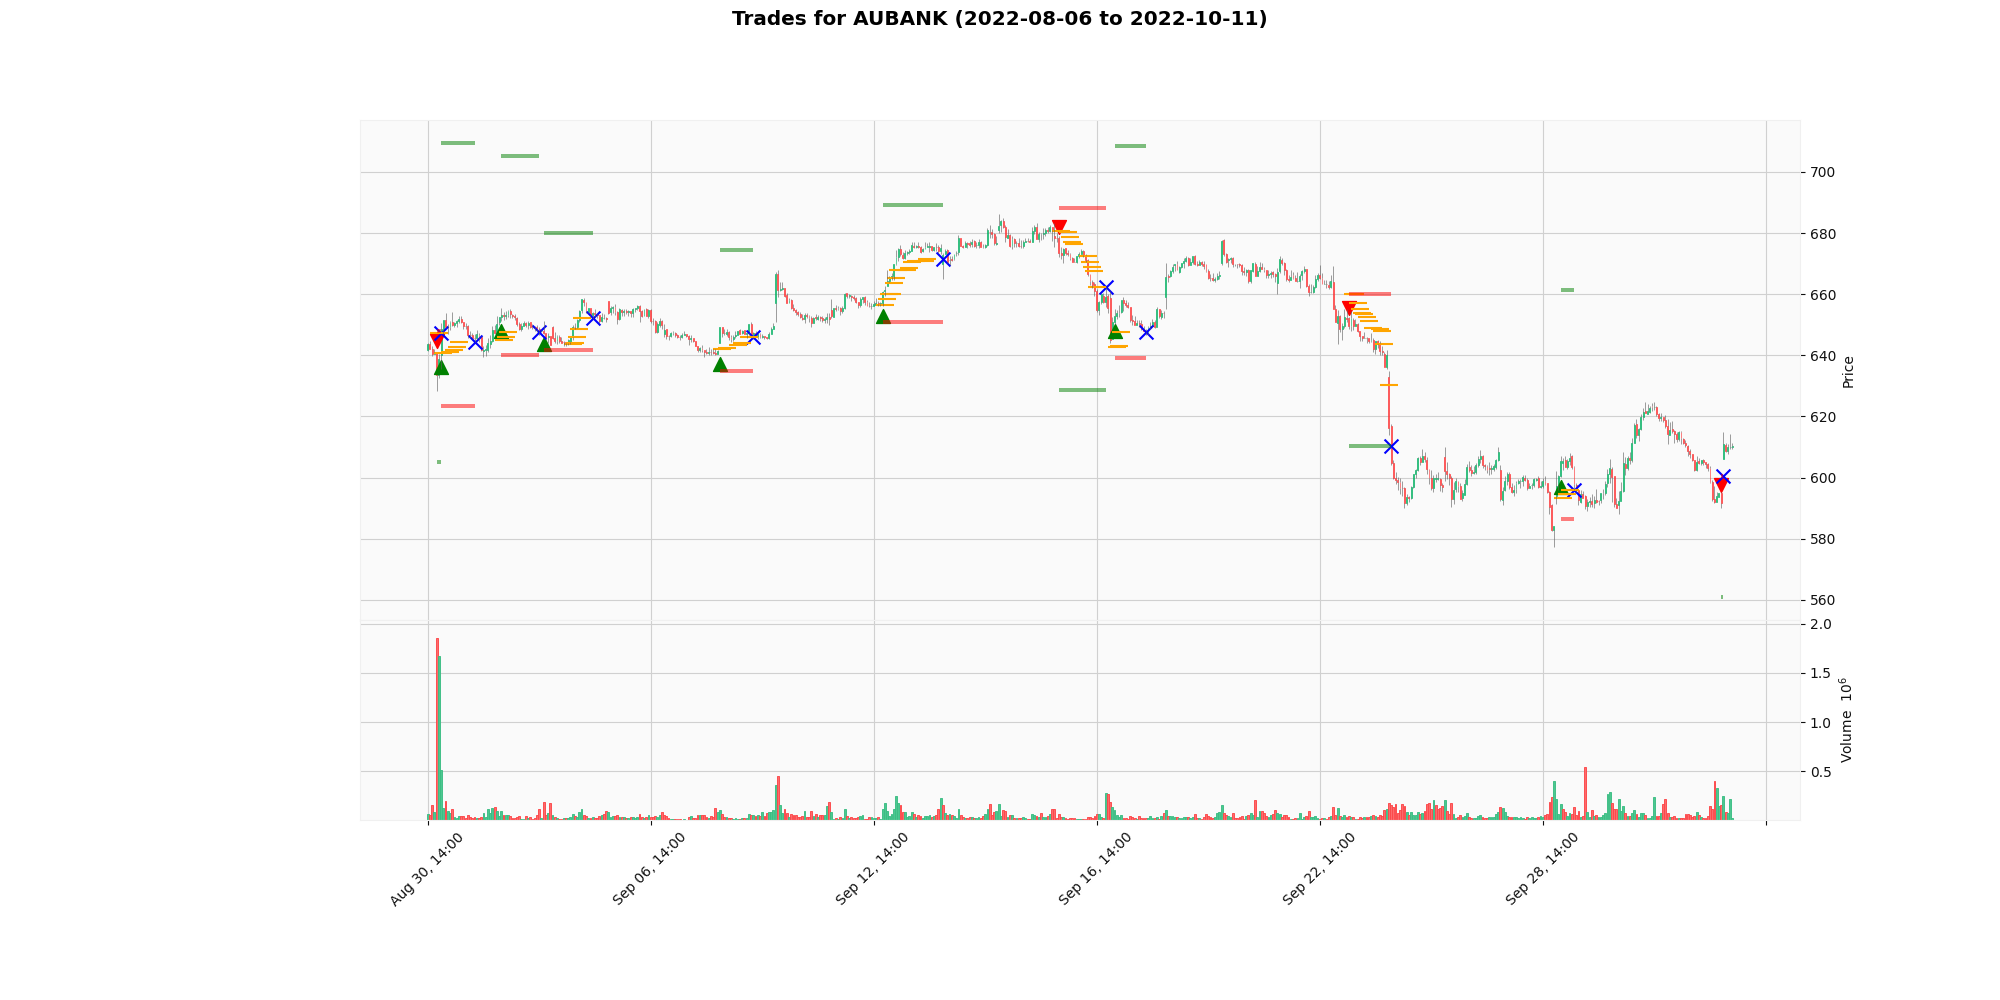 Trades for AUBANK (2022-08-06 to 2022-10-11)
700
680
660
640
620
600
580
560
Price
2.0
1.5
1.0
0.5
Volume 10⁶
Aug 30, 14:00
Sep 06, 14:00
Sep 12, 14:00
Sep 16, 14:00
Sep 22, 14:00
Sep 28, 14:00